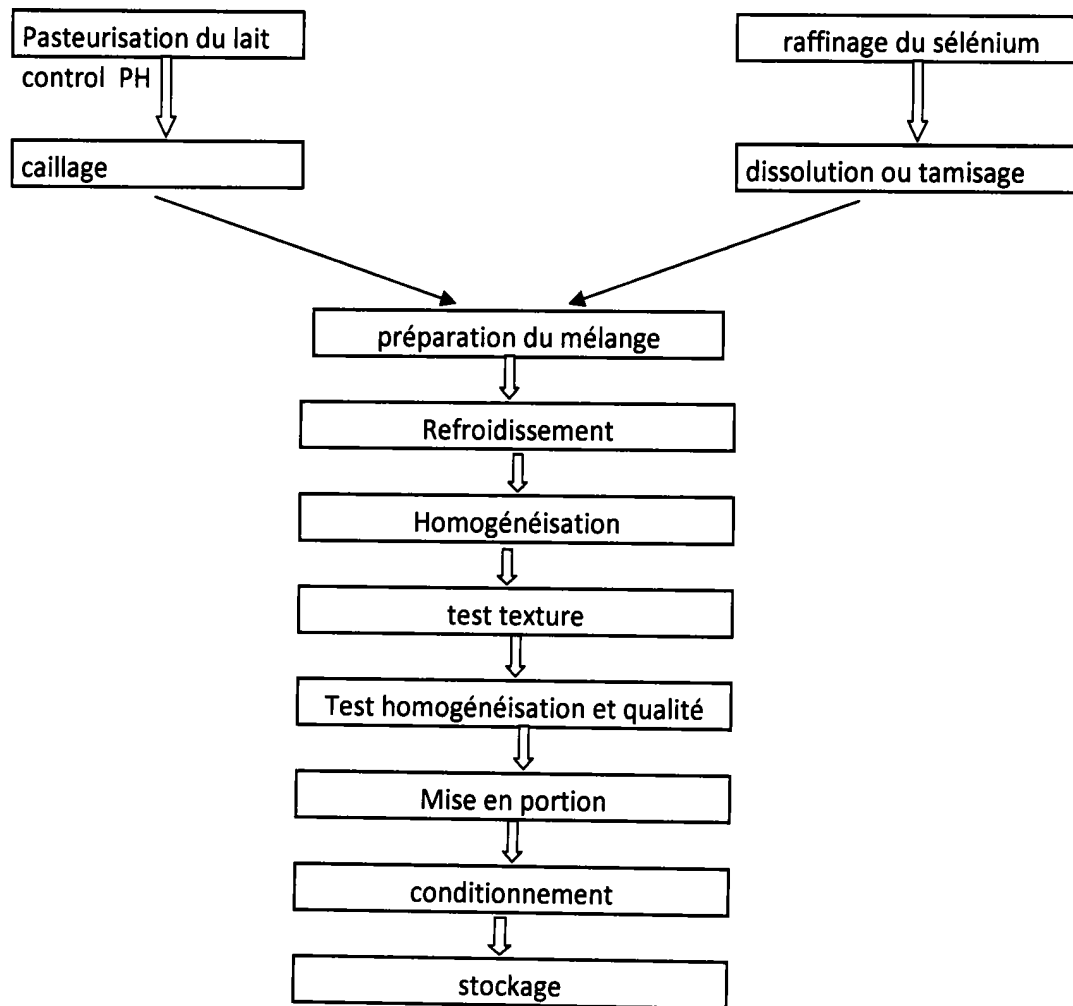 Pasteurisation du lait
control PH
caillage
raffinage du sélénium
dissolution ou tamisage
préparation du mélange
Refroidissement
Homogénéisation
test texture
Test homogénéisation et qualité
Mise en portion
conditionnement
stockage